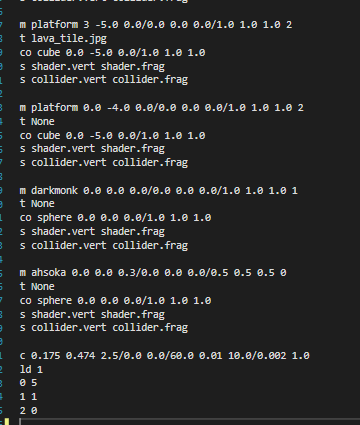 m platform 3 -5.0 0.0/0.0 0.0 0.0/1.0 1.0 1.0 2
t lava_tile.jpg
co cube 0.0 -5.0 0.0/1.0 1.0 1.0
s shader.vert shader.frag
s collider.vert collider.frag
m platform 0.0 -4.0 0.0/0.0 0.0 0.0/1.0 1.0 1.0 2
t None
co cube 0.0 -5.0 0.0/1.0 1.0 1.0
s shader.vert shader.frag
s collider.vert collider.frag
m darkmonk 0.0 0.0 0.0/0.0 0.0 0.0/1.0 1.0 1.0 1
t None
co sphere 0.0 0.0 0.0/1.0 1.0 1.0
s shader.vert shader.frag
s collider.vert collider.frag
m ahsoka 0.0 0.0 0.3/0.0 0.0 0.0/0.5 0.5 0.5 0
t None
co sphere 0.0 0.0 0.0/1.0 1.0 1.0
s shader.vert shader.frag
s collider.vert collider.frag
c 0.175 0.474 2.5/0.0 0.0/60.0 0.01 10.0/0.002 1.0
ld 1
0 5
1 1
2 0